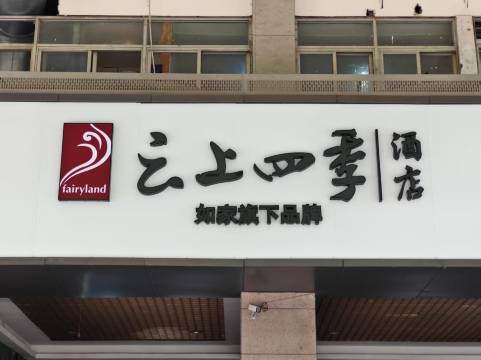 fairyland
云上四季 酒店
如家旗下品牌